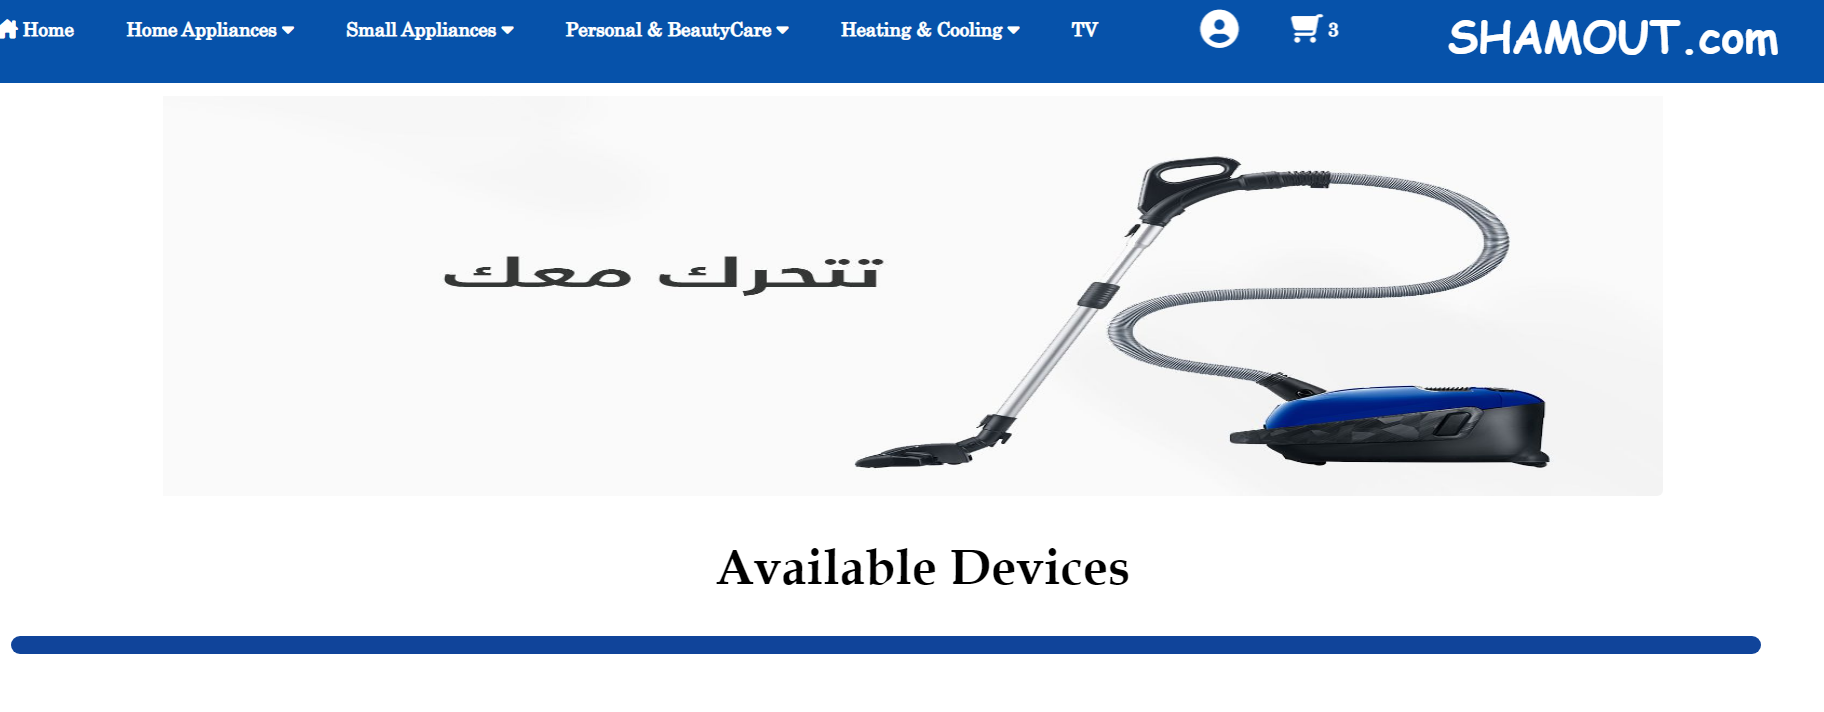 Home Home Appliances Small Appliances Personal & BeautyCare Heating & Cooling TV 3 SHAMOUT.com
تتحرك معك
Available Devices